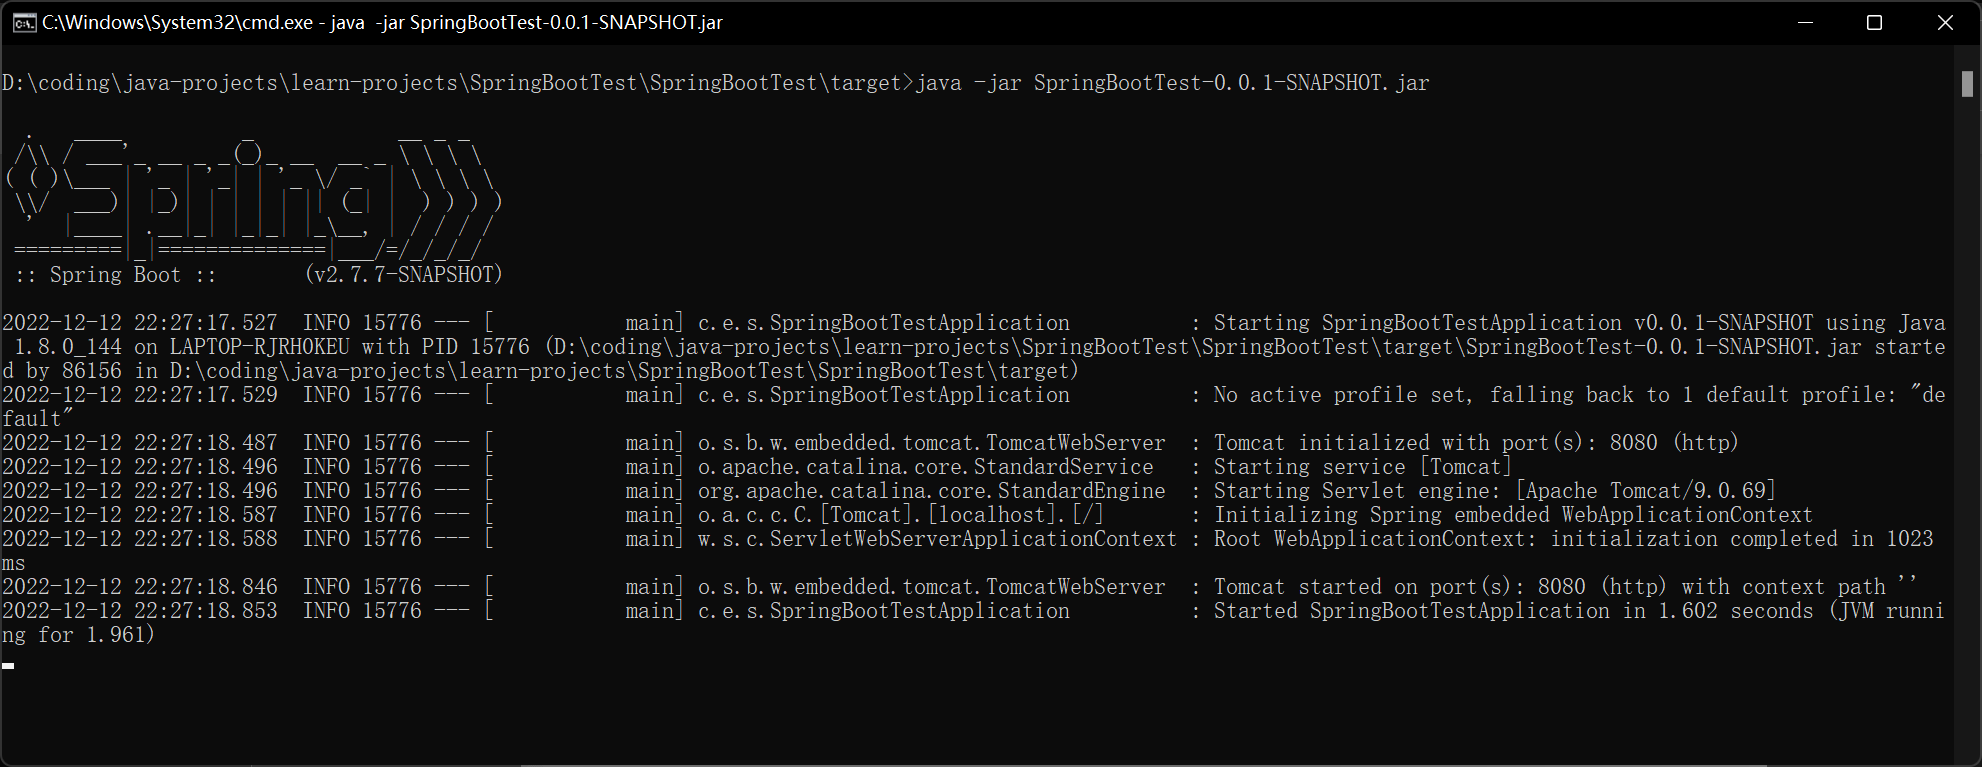 C:\Windows\System32\cmd.exe - java  -jar SpringBootTest-0.0.1-SNAPSHOT.jar
D:\coding\java-projects\learn-projects\SpringBootTest\SpringBootTest\target>java -jar SpringBootTest-0.0.1-SNAPSHOT.jar
  .   ____          _            __ _ _
 /\\ / ___'_ __ _ _(_)_ __  __ _ \ \ \ \
( ( )\___ | '_ | '_| | '_ \/ _` | \ \ \ \
 \\/  ___)| |_)| | | | | || (_| |  ) ) ) )
  '  |____| .__|_| |_|_| |_\__, | / / / /
 =========|_|==============|___/=/_/_/_/
 :: Spring Boot ::       (v2.7.7-SNAPSHOT)
2022-12-12 22:27:17.527  INFO 15776 --- [           main] c.e.s.SpringBootTestApplication          : Starting SpringBootTestApplication v0.0.1-SNAPSHOT using Java
 1.8.0_144 on LAPTOP-RJRHOKEU with PID 15776 (D:\coding\java-projects\learn-projects\SpringBootTest\SpringBootTest\target\SpringBootTest-0.0.1-SNAPSHOT.jar starte
d by 86156 in D:\coding\java-projects\learn-projects\SpringBootTest\SpringBootTest\target)
2022-12-12 22:27:17.529  INFO 15776 --- [           main] c.e.s.SpringBootTestApplication          : No active profile set, falling back to 1 default profile: "de
fault"
2022-12-12 22:27:18.487  INFO 15776 --- [           main] o.s.b.w.embedded.tomcat.TomcatWebServer  : Tomcat initialized with port(s): 8080 (http)
2022-12-12 22:27:18.496  INFO 15776 --- [           main] o.apache.catalina.core.StandardService   : Starting service [Tomcat]
2022-12-12 22:27:18.496  INFO 15776 --- [           main] org.apache.catalina.core.StandardEngine  : Starting Servlet engine: [Apache Tomcat/9.0.69]
2022-12-12 22:27:18.587  INFO 15776 --- [           main] o.a.c.c.C.[Tomcat].[localhost].[/]       : Initializing Spring embedded WebApplicationContext
2022-12-12 22:27:18.588  INFO 15776 --- [           main] w.s.c.ServletWebServerApplicationContext : Root WebApplicationContext: initialization completed in 1023
ms
2022-12-12 22:27:18.846  INFO 15776 --- [           main] o.s.b.w.embedded.tomcat.TomcatWebServer  : Tomcat started on port(s): 8080 (http) with context path ''
2022-12-12 22:27:18.853  INFO 15776 --- [           main] c.e.s.SpringBootTestApplication          : Started SpringBootTestApplication in 1.602 seconds (JVM runni
ng for 1.961)